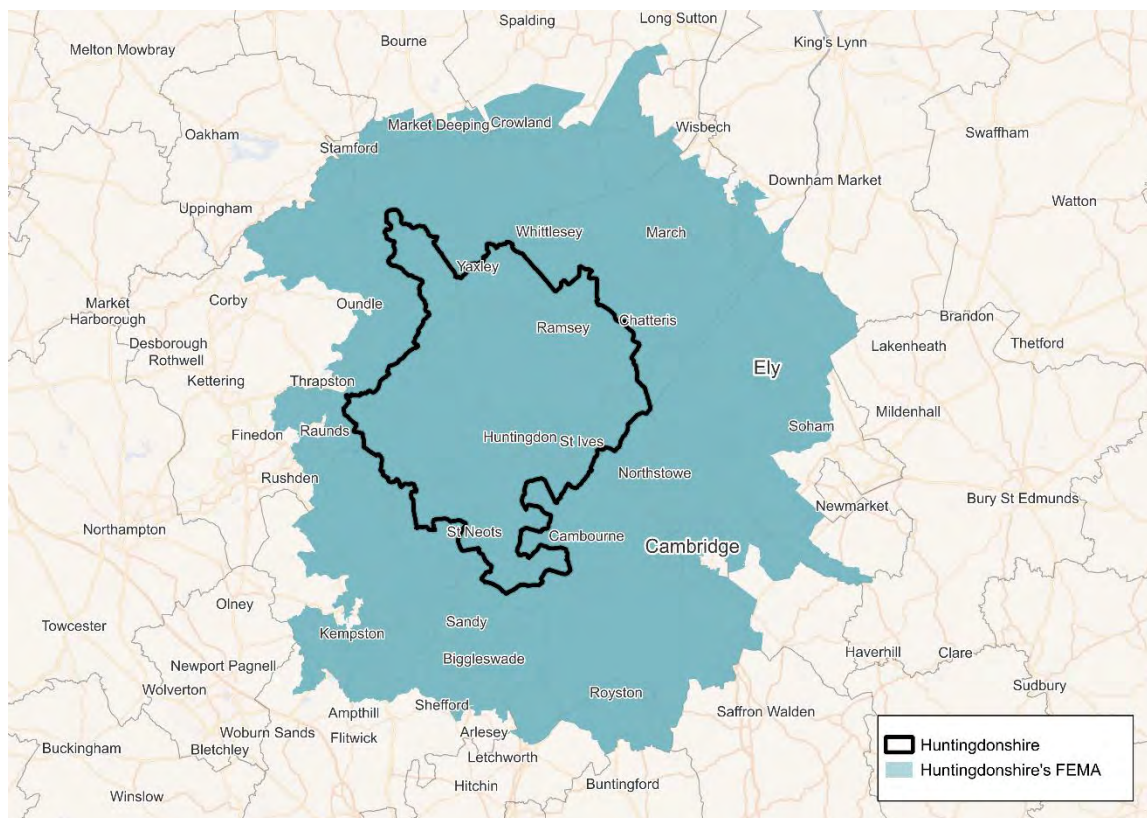 Spalding
Long Sutton
Melton Mowbray
Bourne
King's Lynn
Market Deeping
Crowland
Oakham
Wisbech
Swaffham
Stamford
Downham Market
Uppingham
Watton
Whittlesey
March
Yaxley
Market
Harborough
Corby
Oundle
Ramsey
Chatteris
Brandon
Desborough
Rothwell
Lakenheath
Thetford
Kettering
Thrapston
Ely
Mildenhall
Finedon
Raunds
Huntingdon
St Ives
Soham
Rushden
Northstowe
Newmarket
Bury St Edmunds
Northampton
St Neots
Cambourne
Cambridge
Olney
Towcester
Kempston
Sandy
Newport Pagnell
Biggleswade
Haverhill
Clare
Wolverton
Royston
Sudbury
Ampthill
Shefford
Saffron Walden
Woburn Sands
Flitwick
Arlesey
Buckingham
Bletchley
Letchworth
Hitchin
Buntingford
Winslow
Huntingdonshire
Huntingdonshire's FEMA